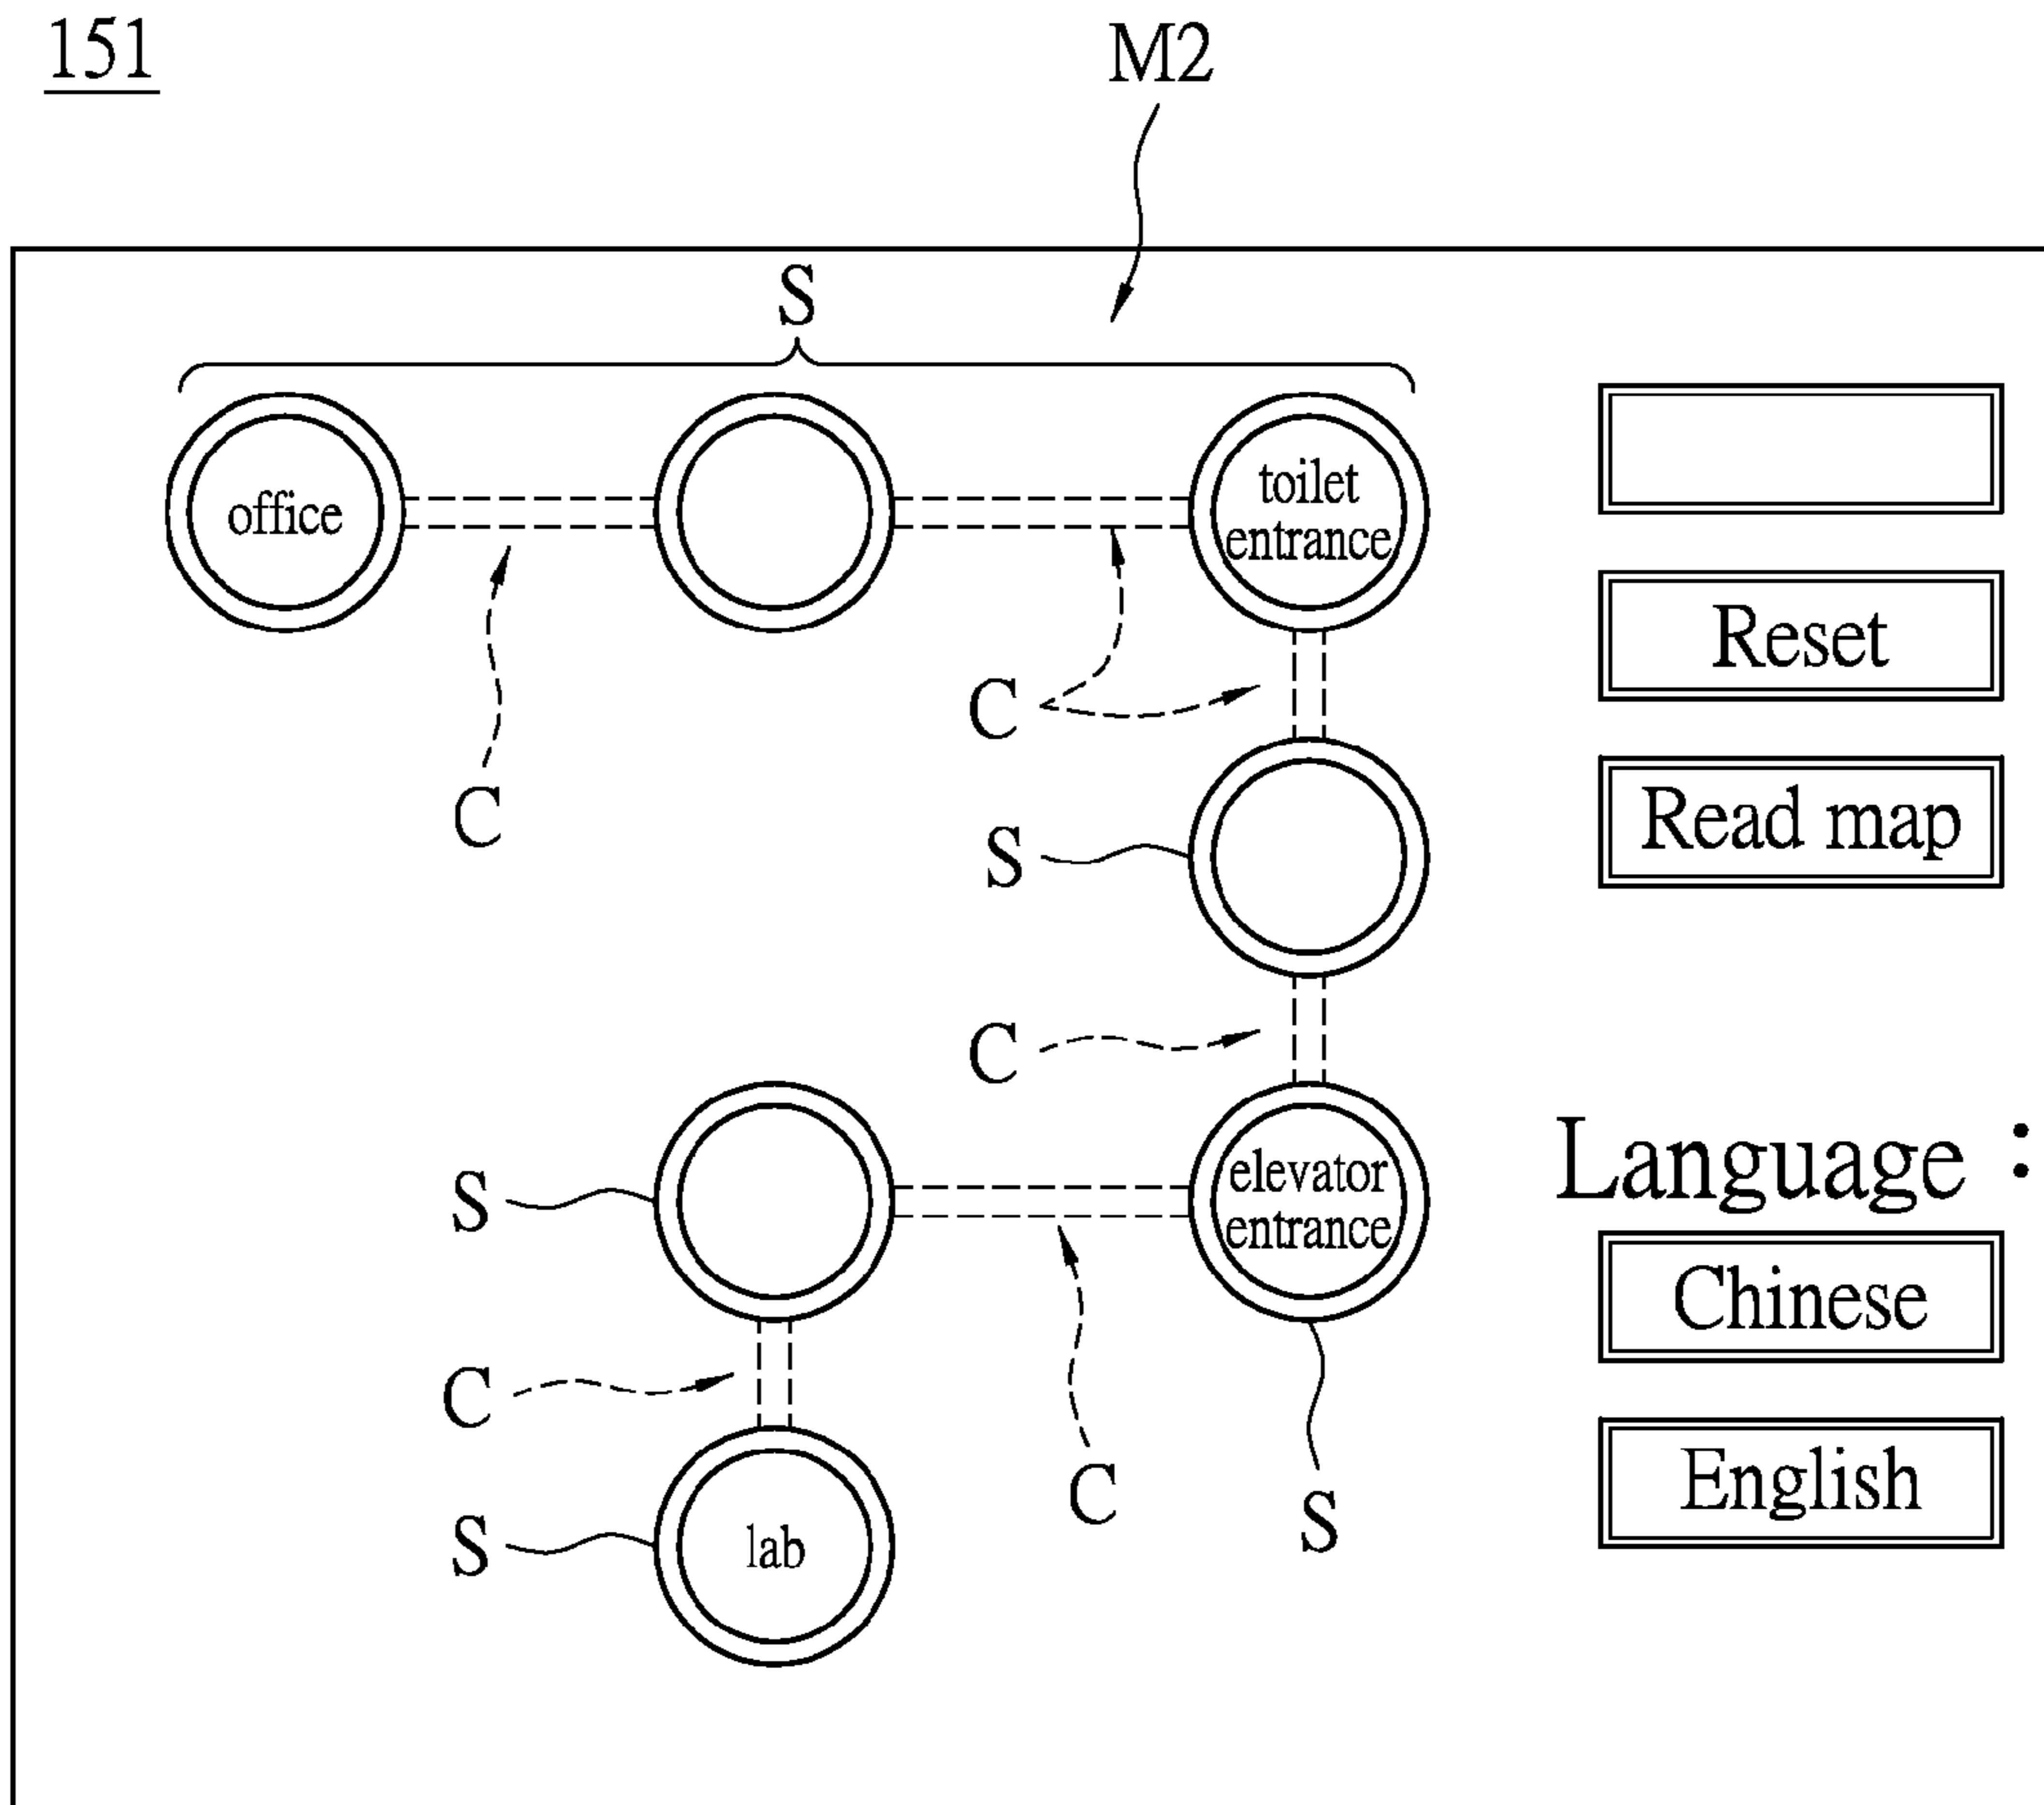 151
M2
S
office
toilet
entrance
Reset
C
C
Read map
S
C
Language :
S
elevator
entrance
Chinese
C
C
English
S
S
lab